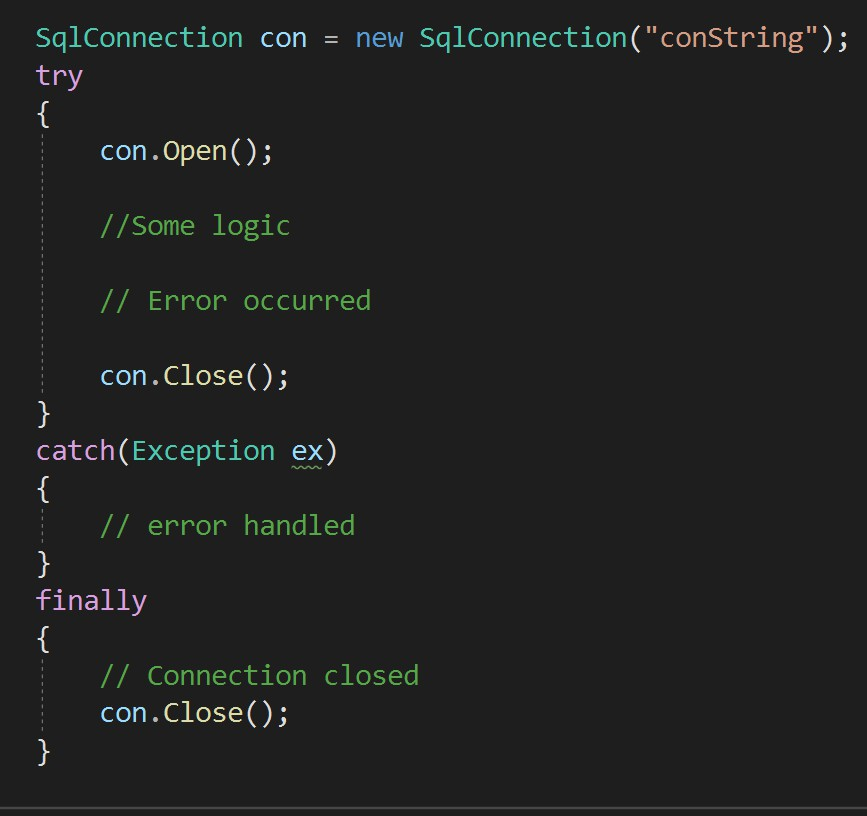 SqlConnection con = new SqlConnection("conString");
try
{
con.Open();
//Some logic
// Error occurred
con.Close();
}
catch(Exception ex)
{
// error handled
}
finally
{
// Connection closed
con.Close();
}